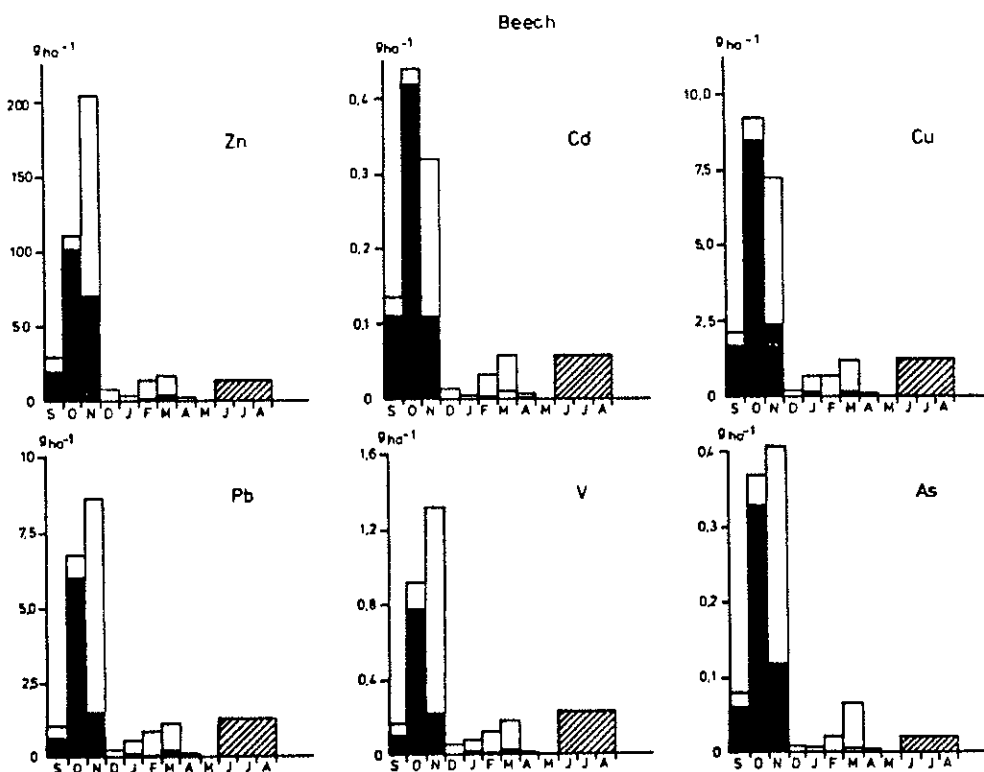 Beech
g ha⁻¹
200
150
100
50
0
Zn
S O N D J F M A M J J A
g ha⁻¹
0,4
0,3
0,2
0,1
0
Cd
S O N D J F M A M J J A
g ha⁻¹
10,0
7,5
5,0
2,5
0
Cu
S O N D J F M A M J J A
g ha⁻¹
10
7,5
5,0
2,5
0
Pb
S O N D J F M A M J J A
g ha⁻¹
1,6
1,2
0,8
0,4
0,0
V
S O N D J F M A M J J A
g ha⁻¹
0,4
0,3
0,2
0,1
0
As
S O N D J F M A M J J A